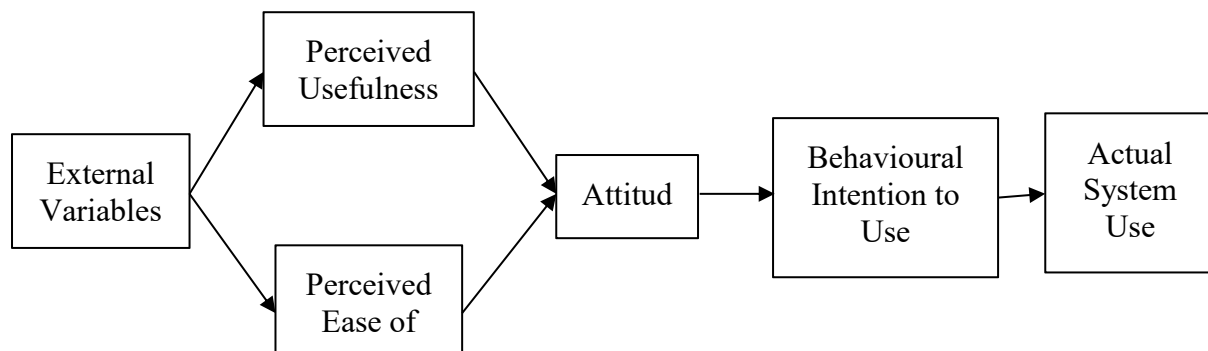 Perceived
Usefulness
External
Variables
Attitud
Behavioural
Intention to
Use
Actual
System
Use
Perceived
Ease of